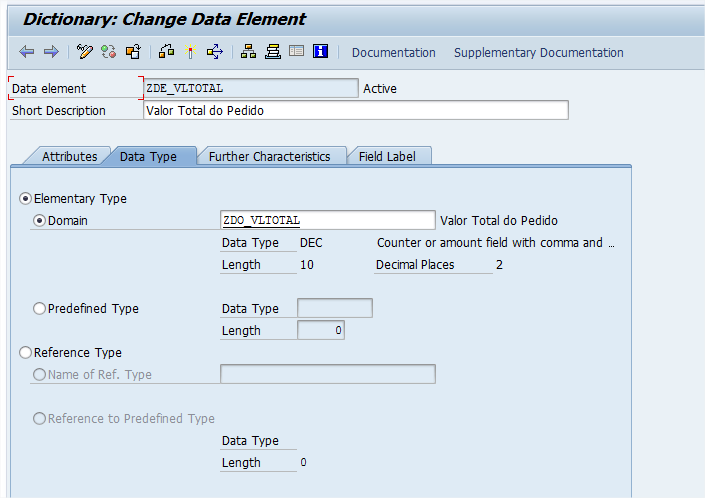 Dictionary: Change Data Element
Documentation Supplementary Documentation
Data element ZDE_VLTOTAL Active
Short Description Valor Total do Pedido
Attributes Data Type Further Characteristics Field Label
Elementary Type
Domain ZDO_VLTOTAL Valor Total do Pedido
Data Type DEC Counter or amount field with comma and ...
Length 10 Decimal Places 2
Predefined Type Data Type
Length 0
Reference Type
Name of Ref. Type
Reference to Predefined Type
Data Type
Length 0